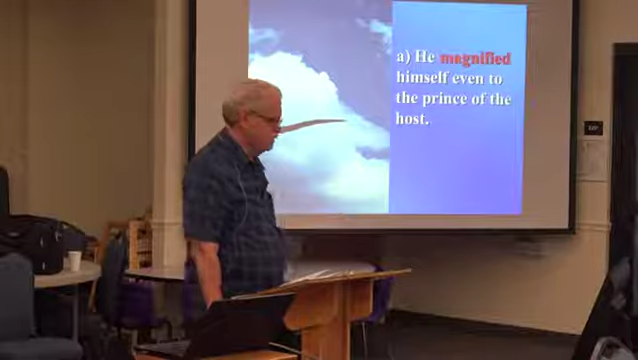 a) He magnified
himself even to
the prince of the
host.